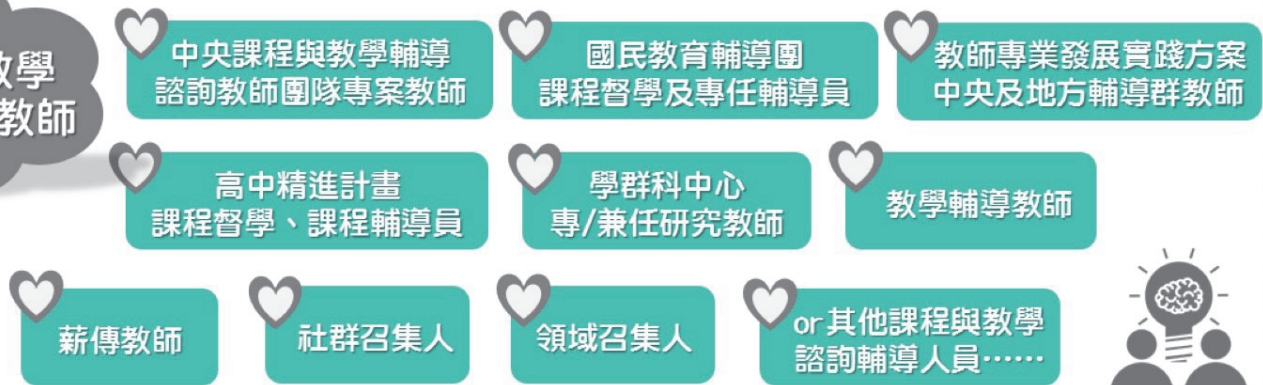 教學
教師
中央課程與教學輔導
諮詢教師團隊專案教師
國民教育輔導團
課程督學及專任輔導員
教師專業發展實踐方案
中央及地方輔導群教師
高中精進計畫
課程督學、課程輔導員
學群科中心
專/兼任研究教師
教學輔導教師
薪傳教師
社群召集人
領域召集人
or其他課程與教學
諮詢輔導人員……